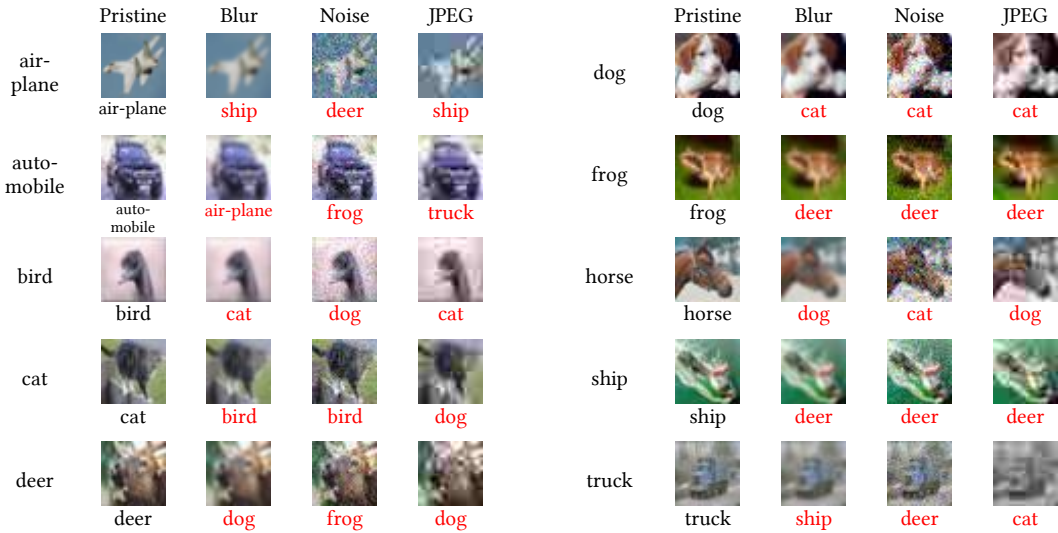 Pristine Blur Noise JPEG
air-
plane
air-plane ship deer ship
auto-
mobile
auto-
mobile
air-plane frog truck
bird
bird cat dog cat
cat
cat bird bird dog
deer
deer dog frog dog
Pristine Blur Noise JPEG
dog
dog cat cat cat
frog
frog deer deer deer
horse
horse dog cat dog
ship
ship deer deer deer
truck
truck ship deer cat